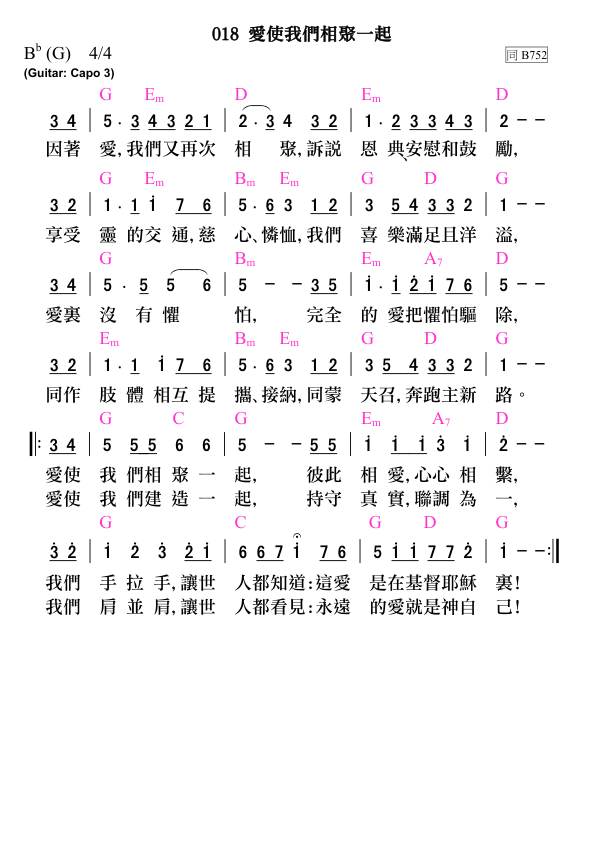 018 愛使我們相聚一起
B♭ (G) 4/4
同 B752
(Guitar: Capo 3)
G Em D Em D
3 4 | 5 . 3 4 3 2 1 | 2 . 3 4 3 2 | 1 . 2 3 3 4 3 | 2 – –
因著 愛, 我們又再次 相 聚, 訴説 恩 典、安慰和鼓 勵,
G Em Bm Em G D G
3 2 | 1 . 1 i 7 6 | 5 . 6 3 1 2 | 3 5 4 3 3 2 | 1 – –
享受 靈 的交 通, 慈 心、憐恤, 我們 喜 樂滿足且洋 溢,
G Bm Em A7 D
3 4 | 5 . 5 5 6 | 5 – – 3 5 | i . i 2̇ i 7 6 | 5 – –
愛裏 沒 有 懼 怕, 完全 的 愛把懼怕驅 除,
Em Bm Em G D G
3 2 | 1 . 1 i 7 6 | 5 . 6 3 1 2 | 3 5 4 3 3 2 | 1 – –
同作 肢 體 相互 提 攜、接納, 同蒙 天召, 奔跑主新 路。
G C G Em A7 D
‖: 3 4 | 5 5 5 6 6 | 5 – – 5 5 | i i i 3̇ i | 2̇ – –
愛使 我 們相 聚 一 起, 彼此 相 愛, 心心 相 繫,
愛使 我 們建 造 一 起, 持守 真 實, 聯調 為 一,
G C G D G
3̇ 2̇ | i 2̇ 3̇ 2̇ i | 6 6 7 i 7 6 | 5 i i 7 7 2̇ | i – – :‖
我們 手 拉 手, 讓世 人都知道: 這愛 是在基督耶穌 裏!
我們 肩 並 肩, 讓世 人都看見: 永遠 的愛就是神自 己!